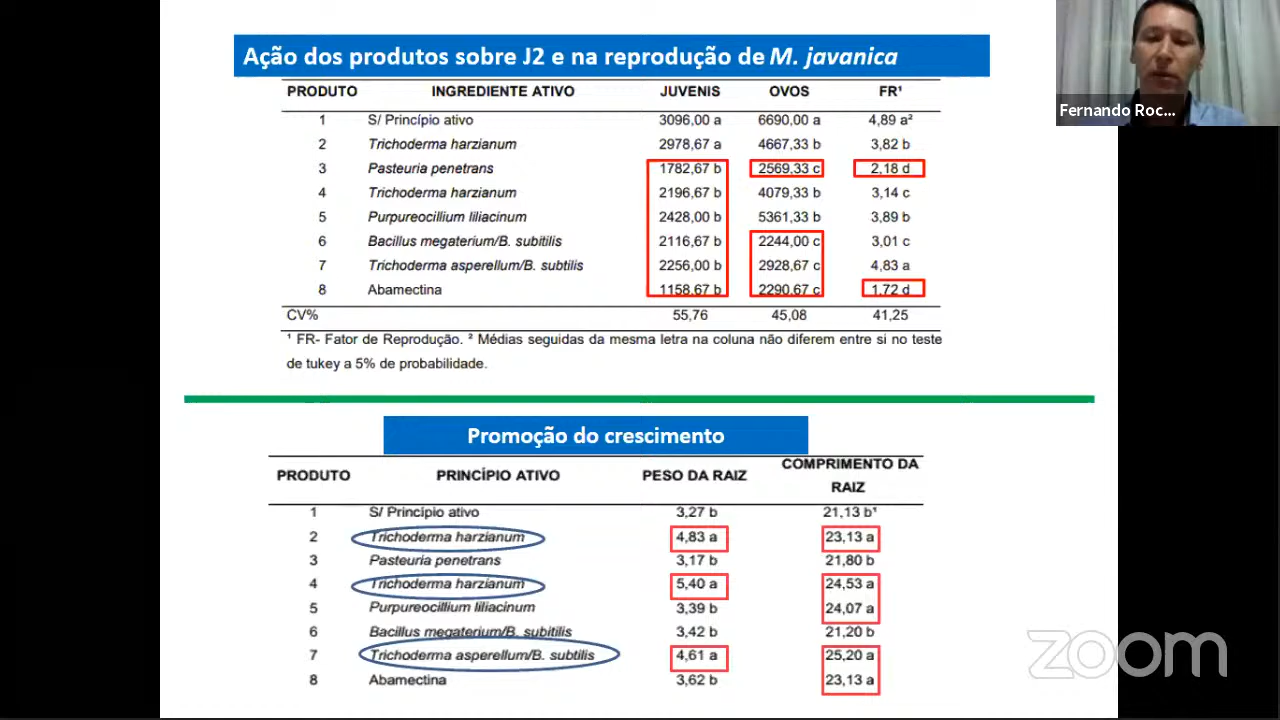 Ação dos produtos sobre J2 e na reprodução de M. javanica
PRODUTO INGREDIENTE ATIVO JUVENIS OVOS FR¹
1 S/ Princípio ativo 3096,00 a 6690,00 a 4,89 a²
2 Trichoderma harzianum 2978,67 a 4667,33 b 3,82 b
3 Pasteuria penetrans 1782,67 b 2569,33 c 2,18 d
4 Trichoderma harzianum 2196,67 b 4079,33 b 3,14 c
5 Purpureocillium liliacinum 2428,00 b 5361,33 b 3,89 b
6 Bacillus megaterium/B. subitilis 2116,67 b 2244,00 c 3,01 c
7 Trichoderma asperellum/B. subtilis 2256,00 b 2928,67 c 4,83 a
8 Abamectina 1158,67 b 2290,67 c 1,72 d
CV% 55,76 45,08 41,25
¹ FR- Fator de Reprodução. ² Médias seguidas da mesma letra na coluna não diferem entre si no teste
de tukey a 5% de probabilidade.
Promoção do crescimento
PRODUTO PRINCÍPIO ATIVO PESO DA RAIZ COMPRIMENTO DA
RAIZ
1 S/ Princípio ativo 3,27 b 21,13 b¹
2 Trichoderma harzianum 4,83 a 23,13 a
3 Pasteuria penetrans 3,17 b 21,80 b
4 Trichoderma harzianum 5,40 a 24,53 a
5 Purpureocillium liliacinum 3,39 b 24,07 a
6 Bacillus megaterium/B. subitilis 3,42 b 21,20 b
7 Trichoderma asperellum/B. subtilis 4,61 a 25,20 a
8 Abamectina 3,62 b 23,13 a
Fernando Roc...
zoom